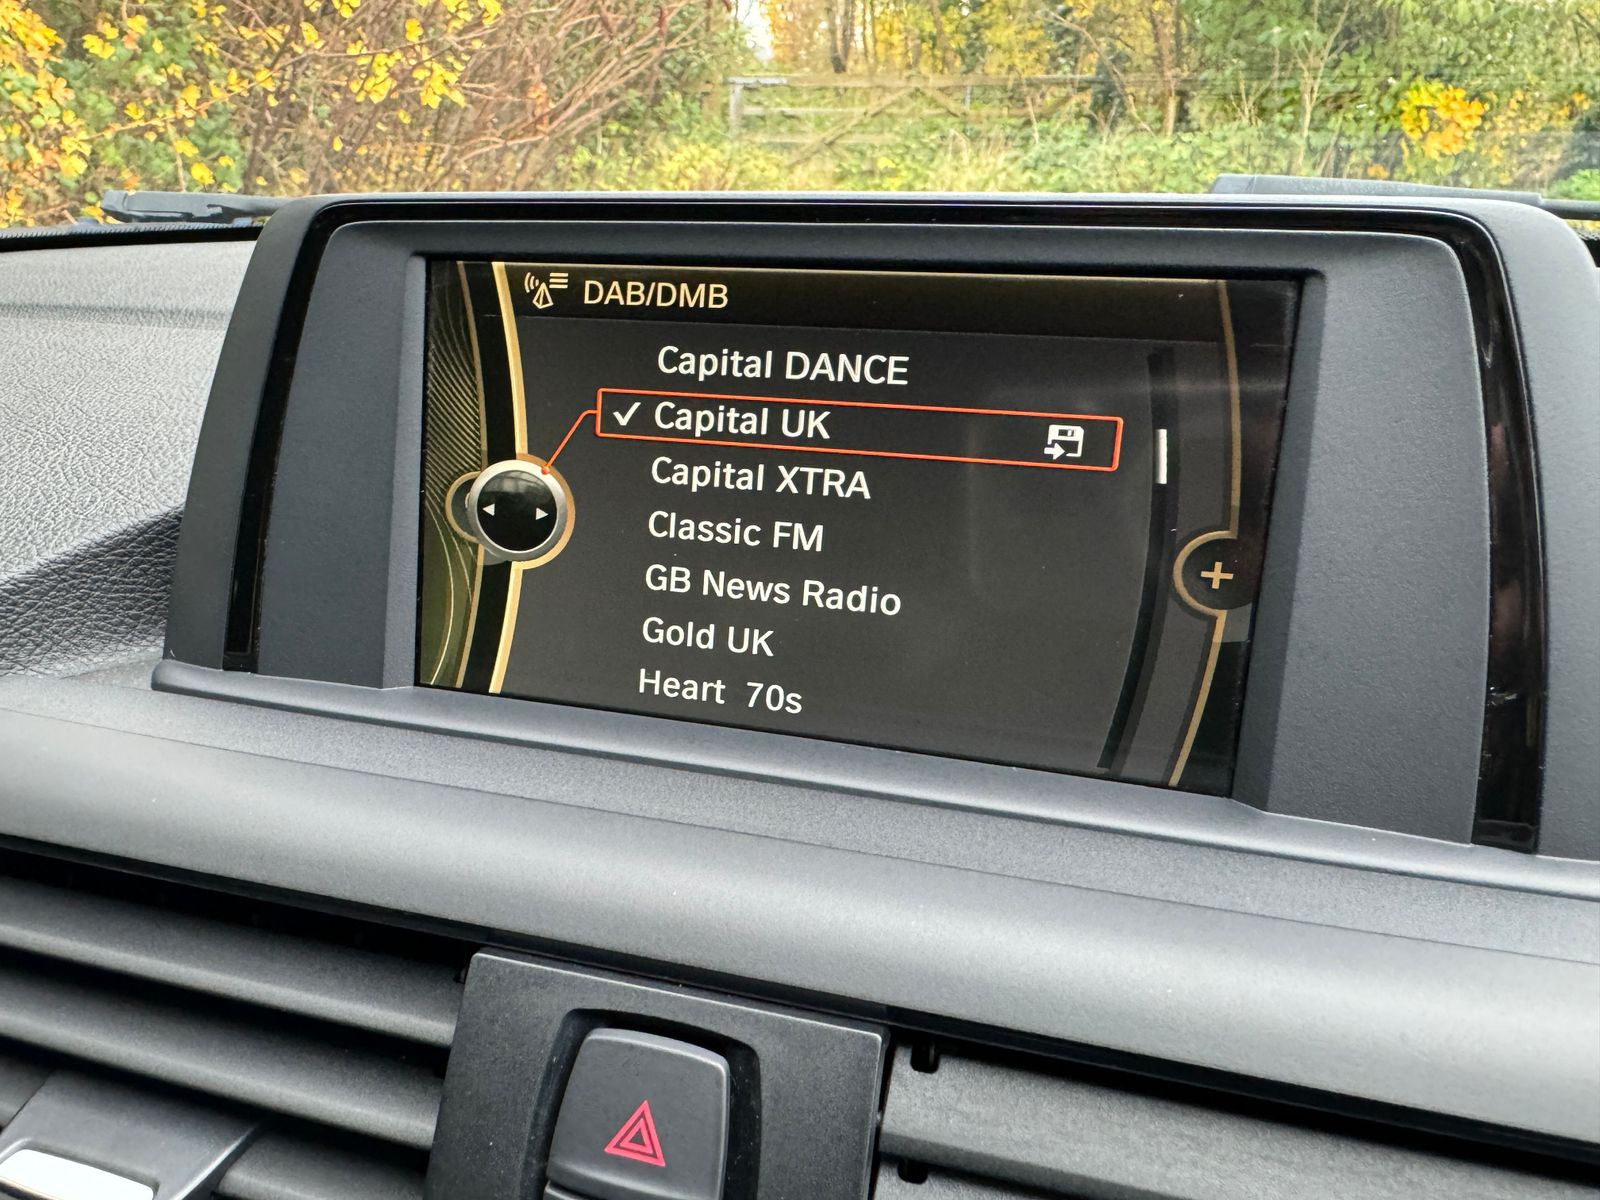 DAB/DMB
Capital DANCE
Capital UK
Capital XTRA
Classic FM
GB News Radio
Gold UK
Heart 70s